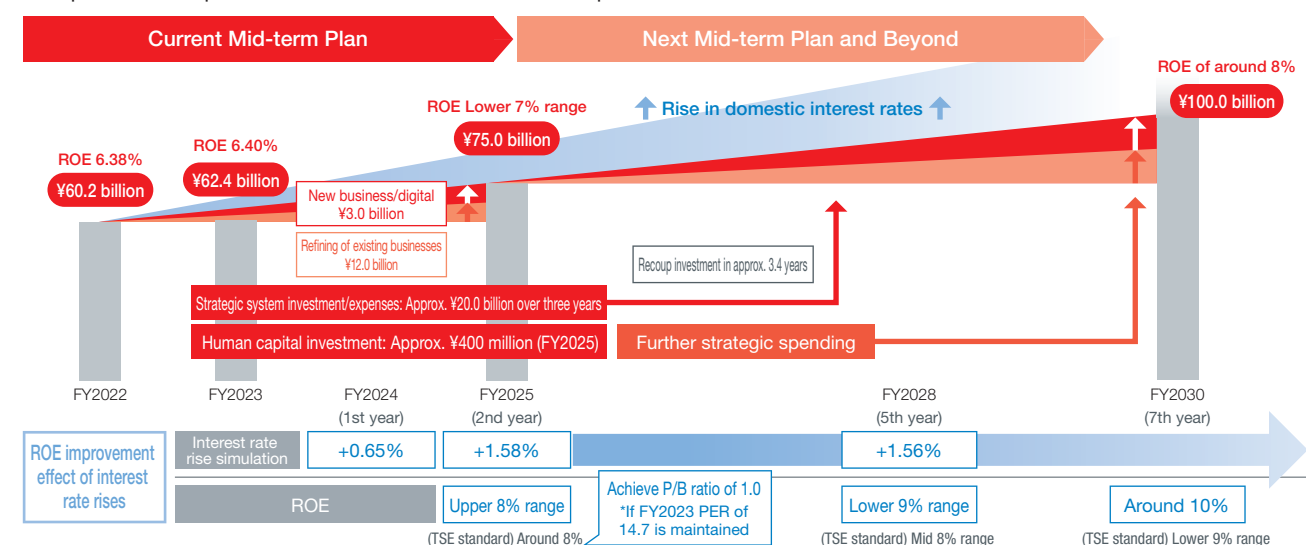 Current Mid-term Plan
Next Mid-term Plan and Beyond
ROE of around 8%
¥100.0 billion
Rise in domestic interest rates
ROE Lower 7% range
¥75.0 billion
ROE 6.40%
¥62.4 billion
ROE 6.38%
¥60.2 billion
New business/digital
¥3.0 billion
Refining of existing businesses
¥12.0 billion
Recoup investment in approx. 3.4 years
Strategic system investment/expenses: Approx. ¥20.0 billion over three years
Human capital investment: Approx. ¥400 million (FY2025)
Further strategic spending
FY2022
FY2023
FY2024
(1st year)
FY2025
(2nd year)
FY2028
(5th year)
FY2030
(7th year)
ROE improvement
effect of interest
rate rises
Interest rate
rise simulation
+0.65%
+1.58%
+1.56%
ROE
Upper 8% range
(TSE standard) Around 8%
Achieve P/B ratio of 1.0
*If FY2023 PER of
14.7 is maintained
Lower 9% range
(TSE standard) Mid 8% range
Around 10%
(TSE standard) Lower 9% range